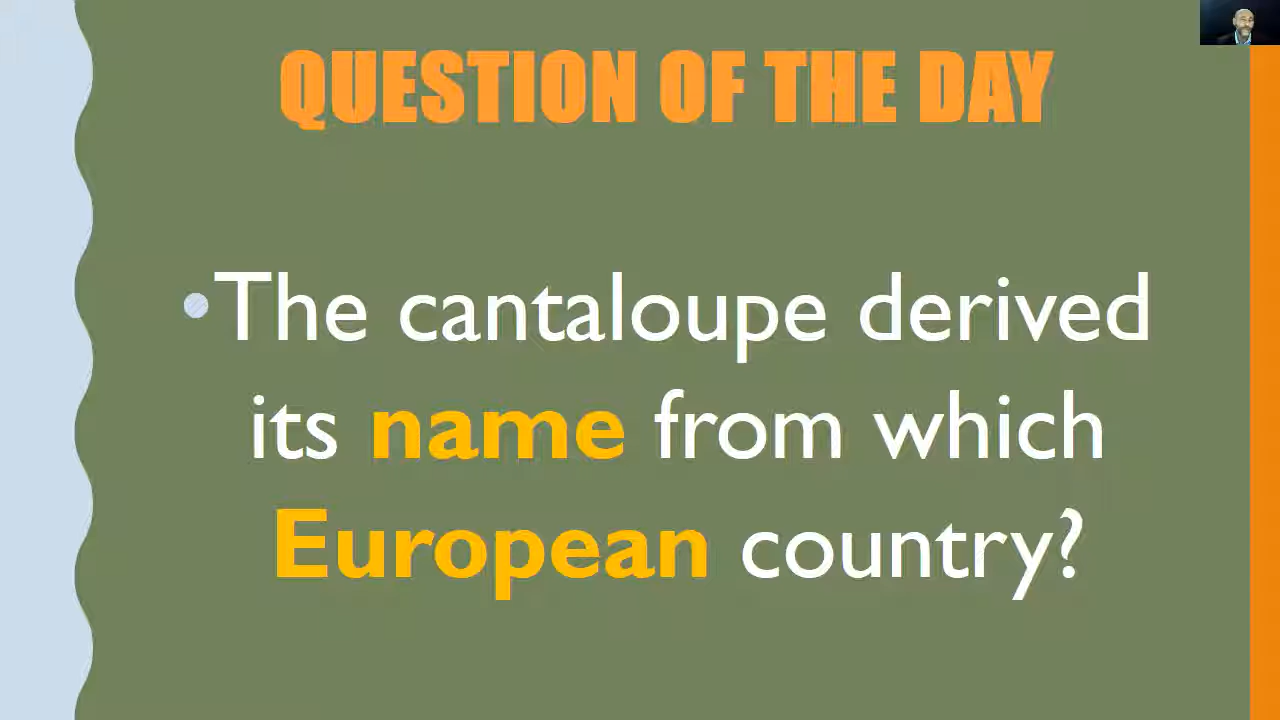 QUESTION OF THE DAY
•The cantaloupe derived
its name from which
European country?